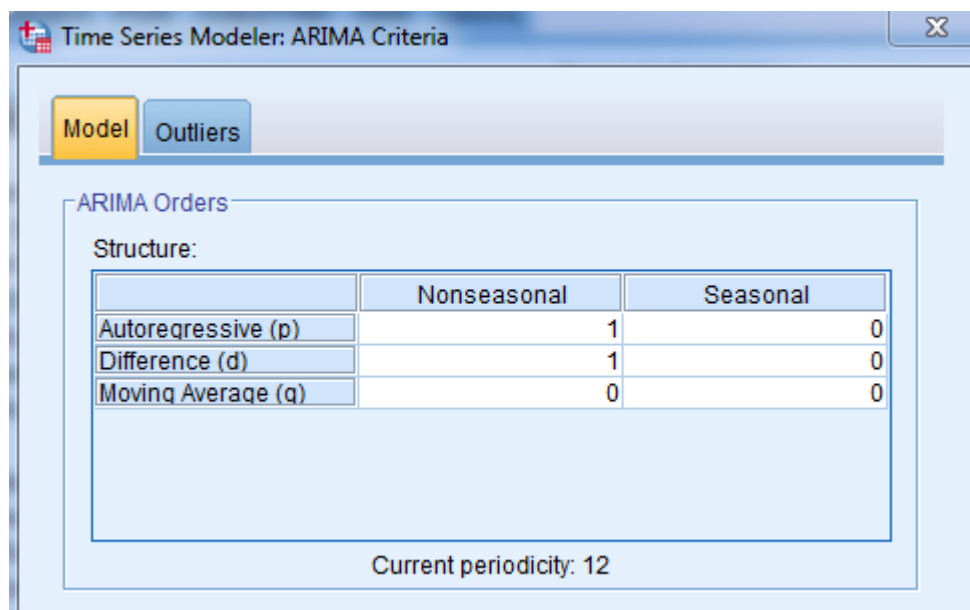 Time Series Modeler: ARIMA Criteria
Model Outliers
ARIMA Orders
Structure:
Nonseasonal Seasonal
Autoregressive (p) 1 0
Difference (d) 1 0
Moving Average (q) 0 0
Current periodicity: 12